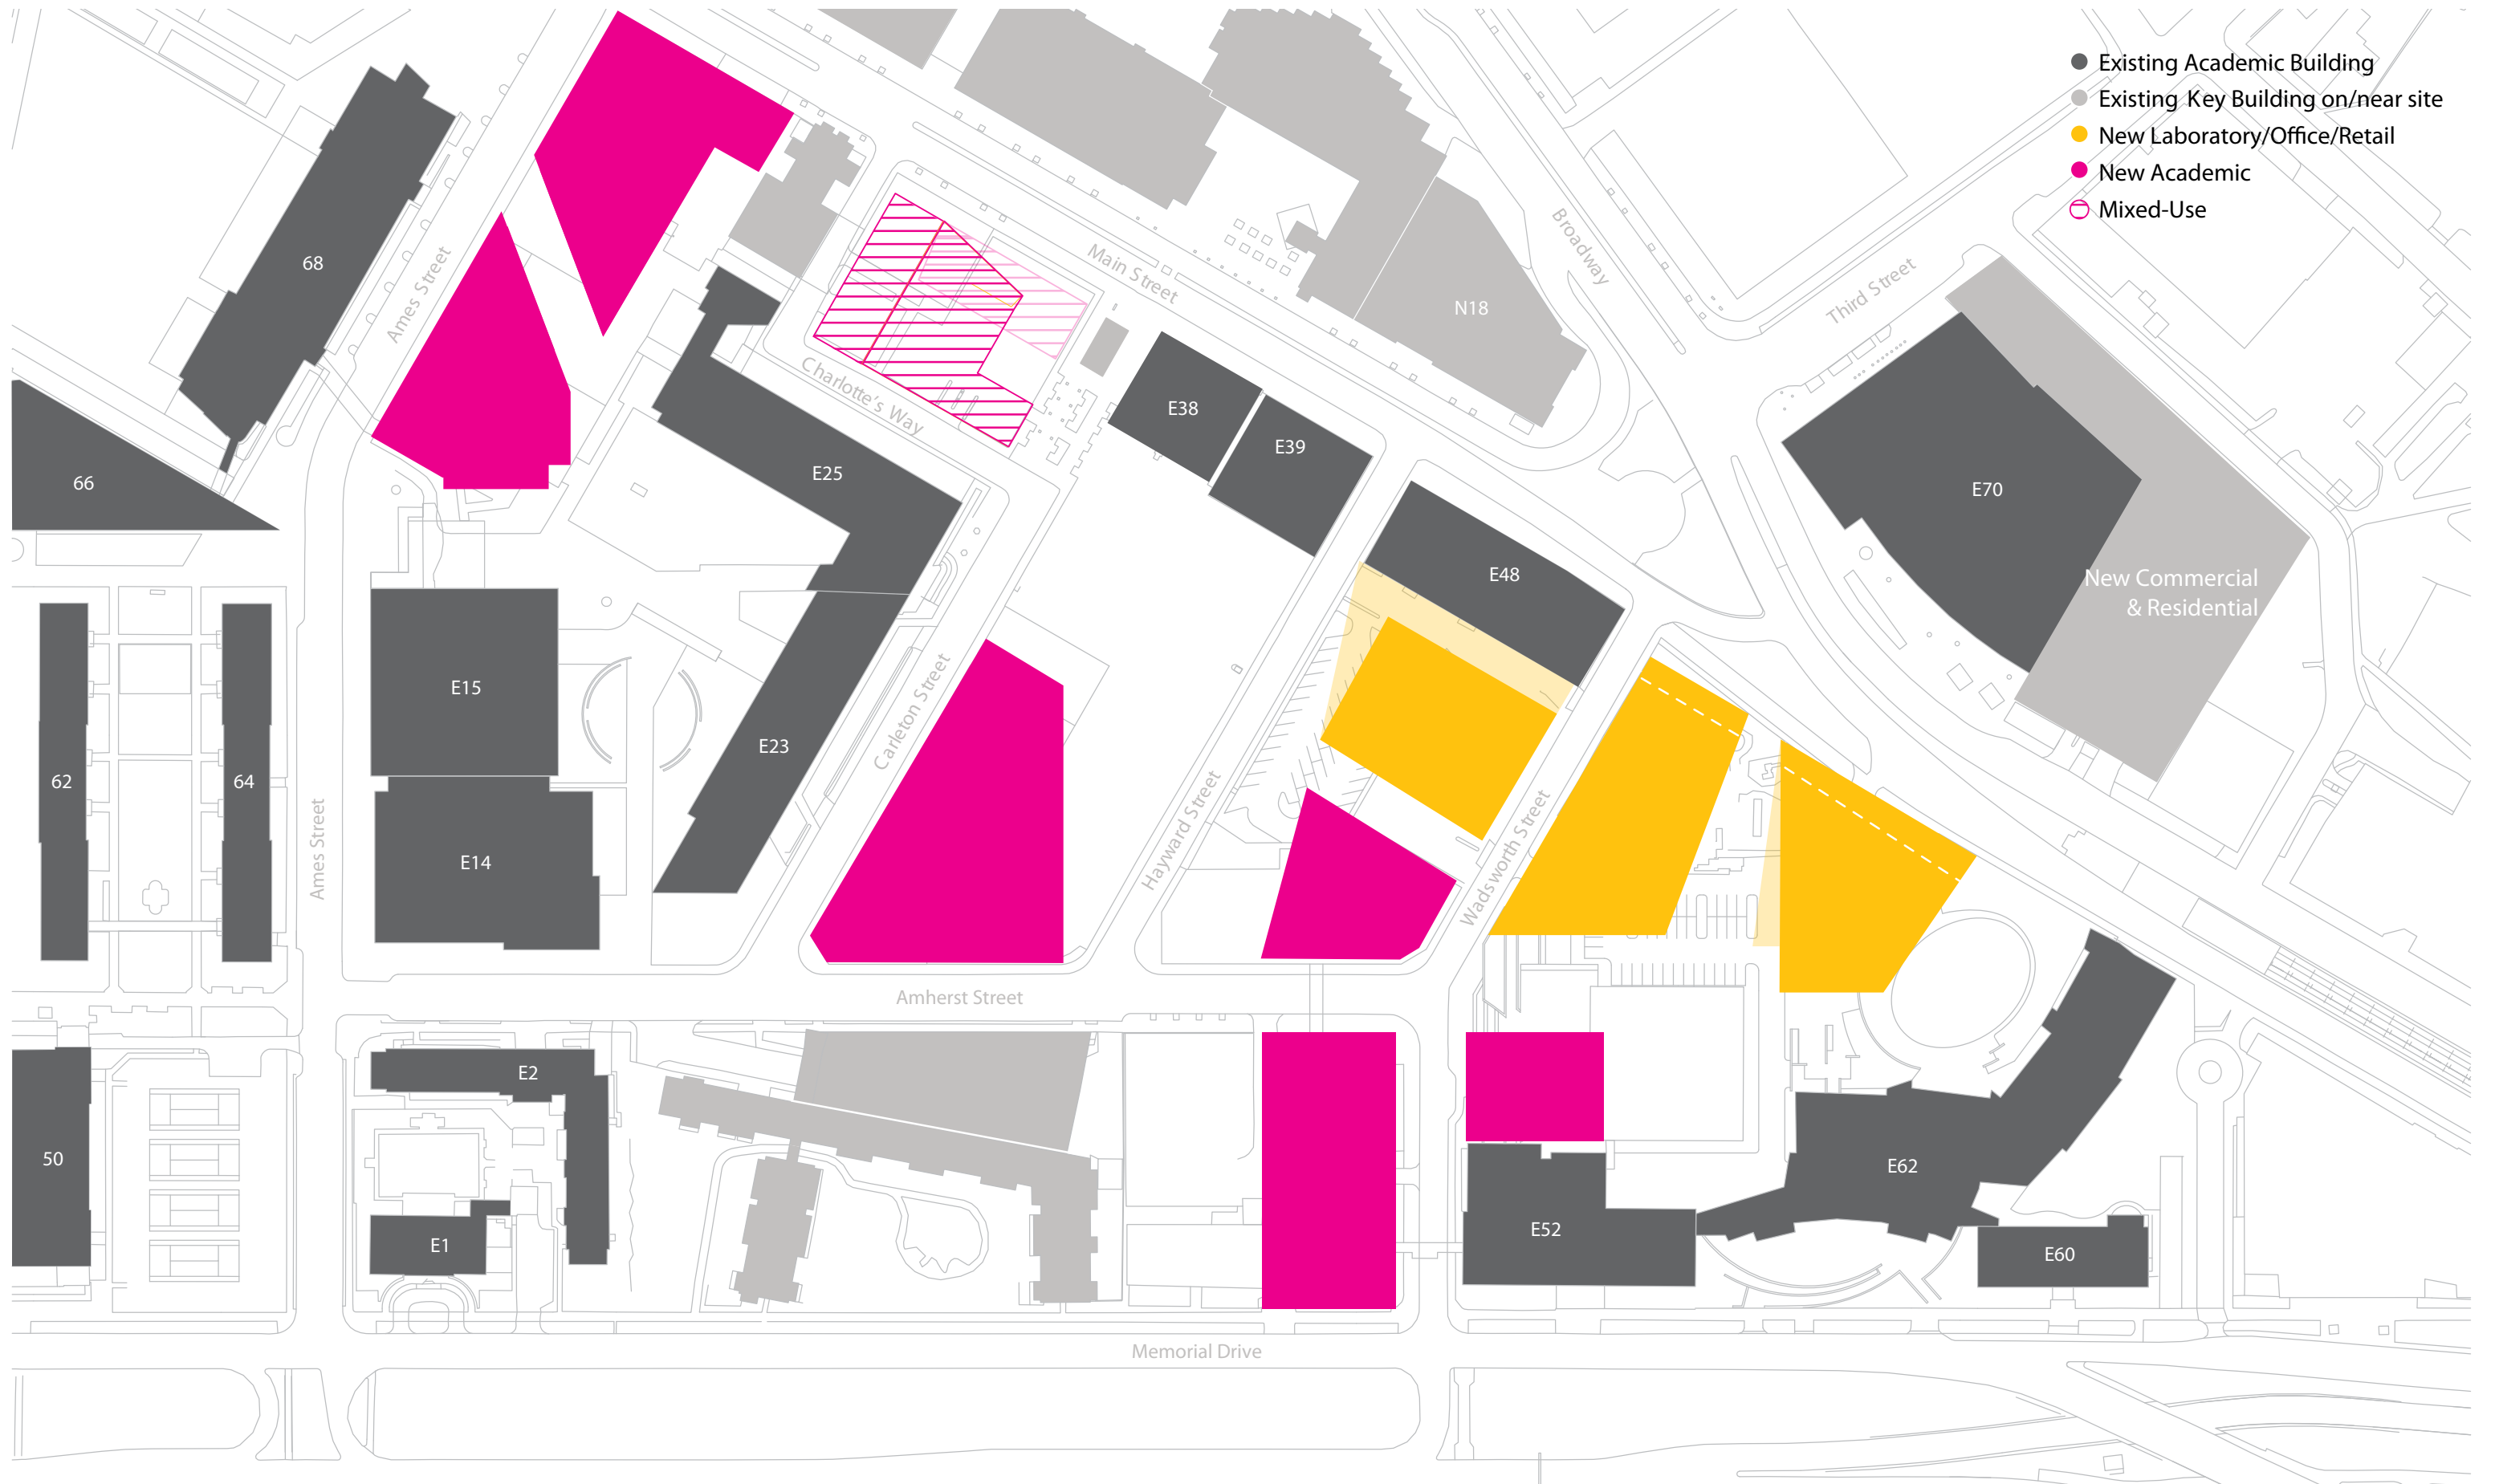 Existing Academic Building
Existing Key Building on/near site
New Laboratory/Office/Retail
New Academic
Mixed-Use
68
Ames Street
Main Street
Broadway
Third Street
N18
Charlotte's Way
E38
E39
66
E25
E70
E48
New Commercial
& Residential
E15
Carleton Street
E23
62
64
Hayward Street
Wadsworth Street
Ames Street
E14
Amherst Street
E2
50
E62
E52
E1
E60
Memorial Drive